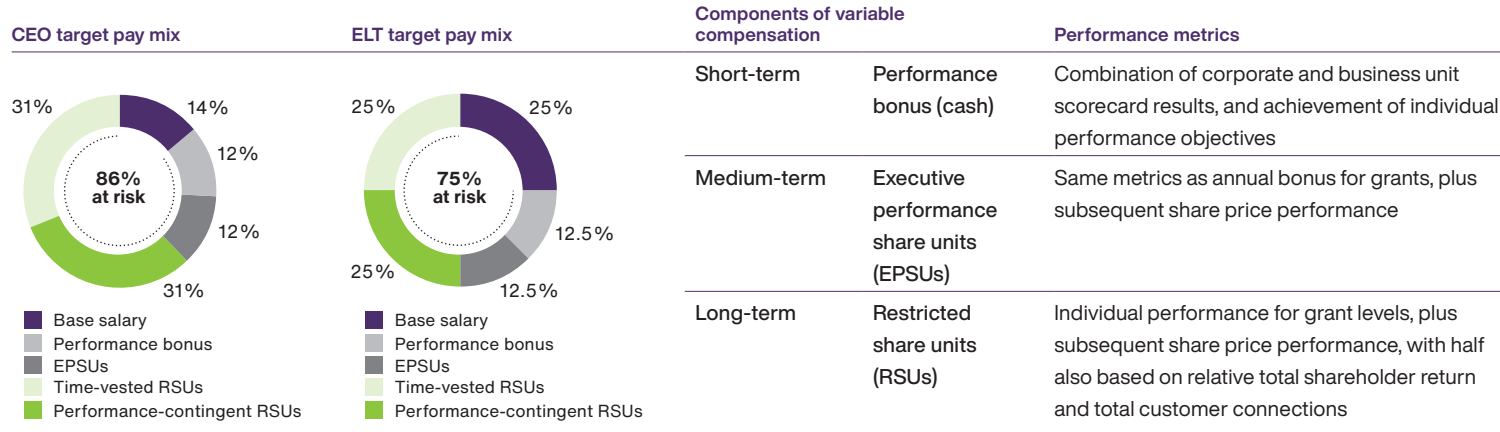 CEO target pay mix
31%
14%
12%
12%
31%
86%
at risk
Base salary
Performance bonus
EPSUs
Time-vested RSUs
Performance-contingent RSUs
ELT target pay mix
25%
25%
12.5%
12.5%
25%
75%
at risk
Base salary
Performance bonus
EPSUs
Time-vested RSUs
Performance-contingent RSUs
Components of variable
compensation
Performance metrics
Short-term
Performance
bonus (cash)
Combination of corporate and business unit
scorecard results, and achievement of individual
performance objectives
Medium-term
Executive
performance
share units
(EPSUs)
Same metrics as annual bonus for grants, plus
subsequent share price performance
Long-term
Restricted
share units
(RSUs)
Individual performance for grant levels, plus
subsequent share price performance, with half
also based on relative total shareholder return
and total customer connections